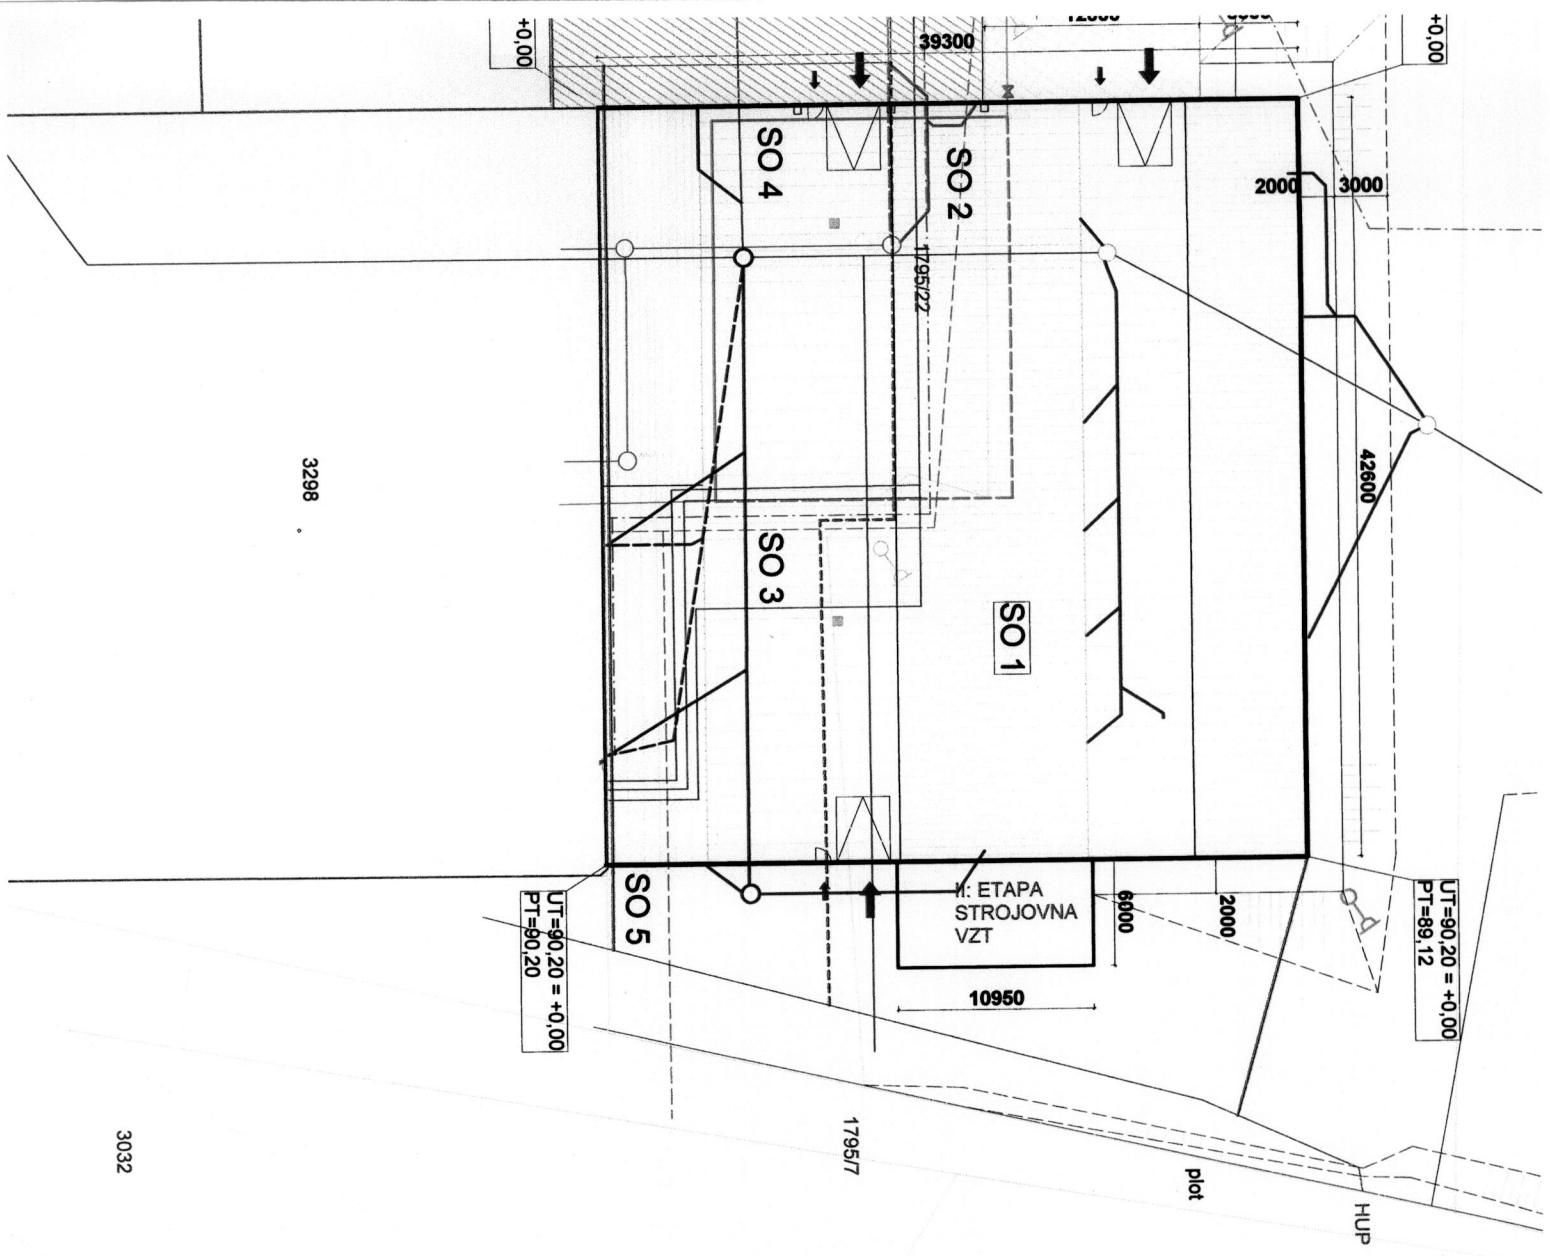 +0,00
39300
+0,00
SO 4
SO 2
2000
3000
1795/22
42600
3298
SO 3
SO 1
SO 5
II: ETAPA
STROJOVNA
VZT
6000
2000
10950
UT=90,20 = +0,00
PT=90,20
UT=90,20 = +0,00
PT=89,12
3032
1795/7
plot
HUP